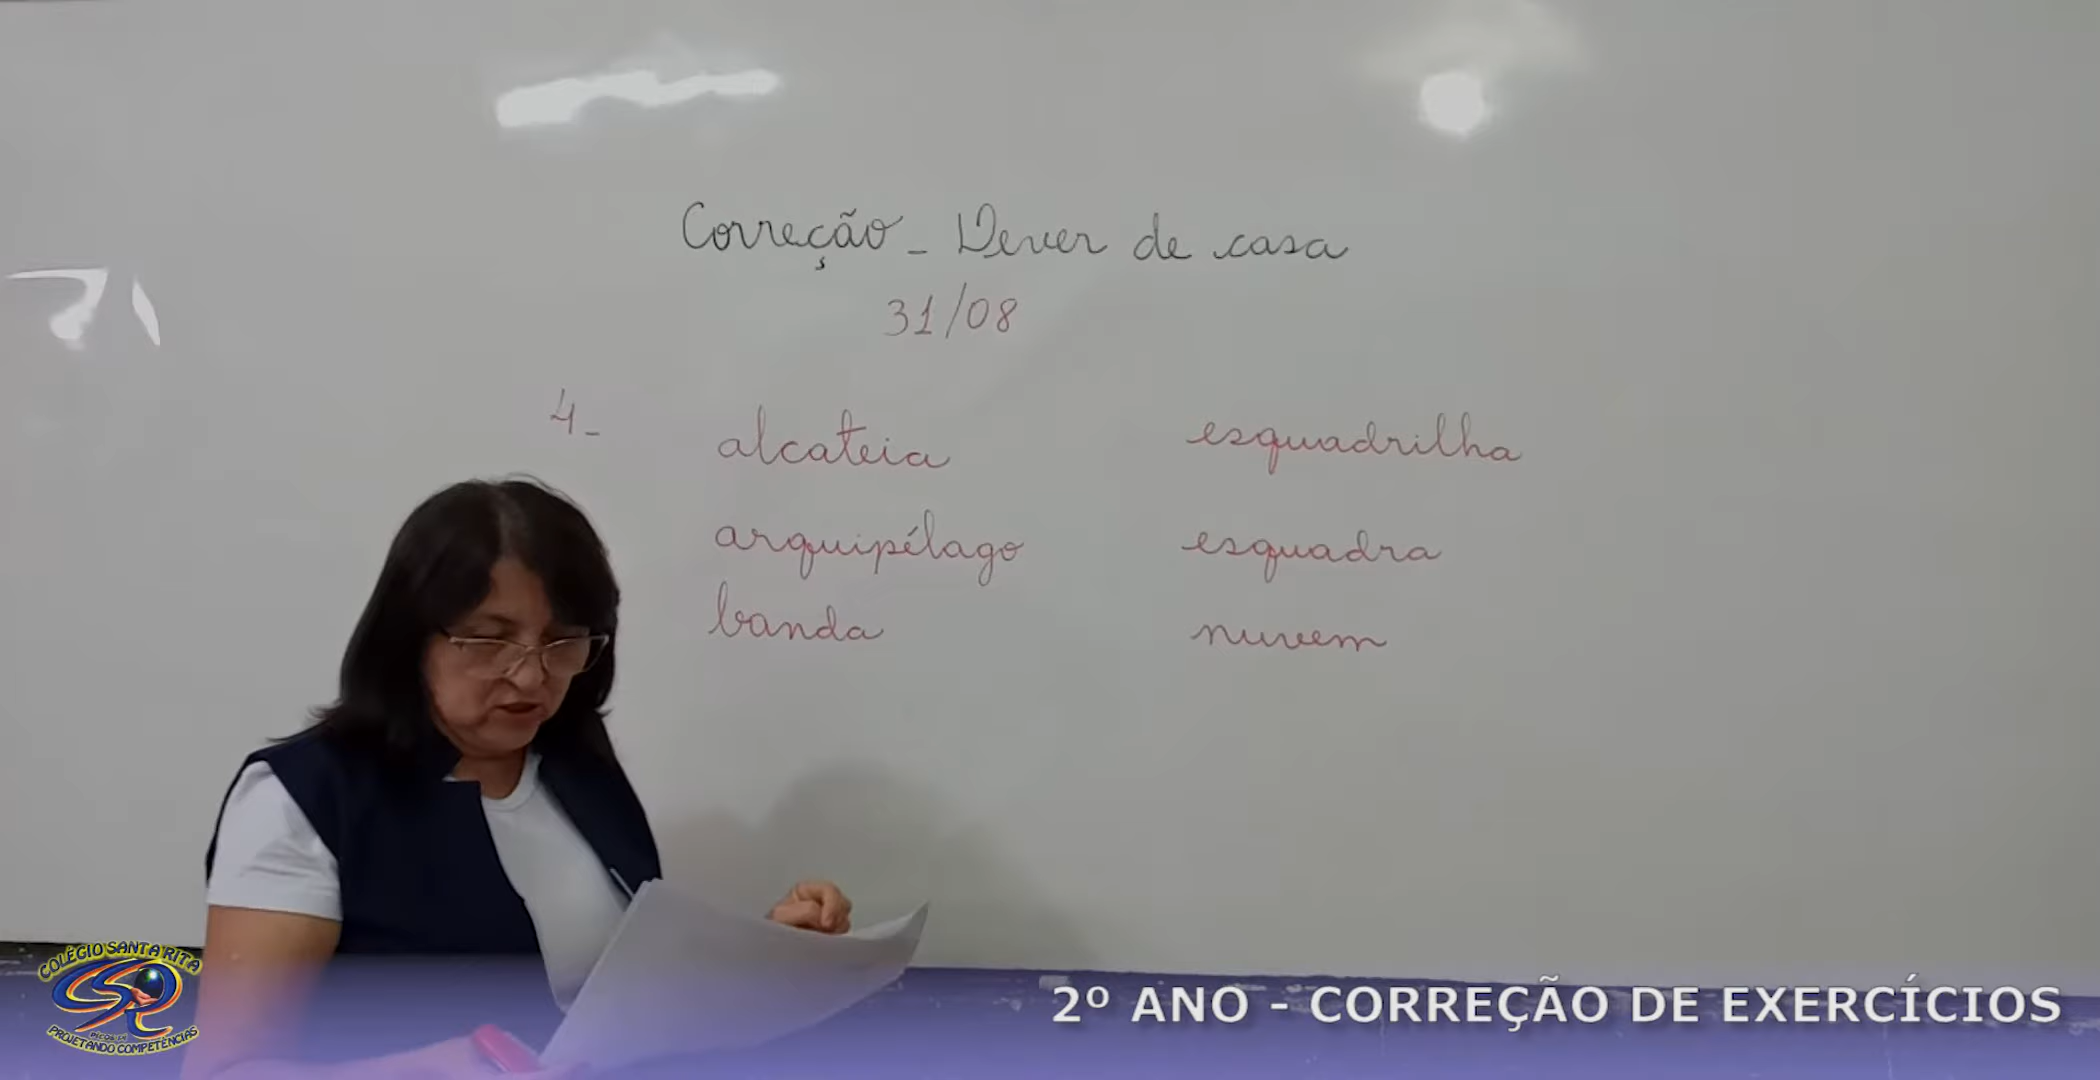 Correção - Dever de casa
31/08
4- alcateia esquadrilha
arquipélago esquadra
banda nuvem
COLÉGIO SANTA RITA
PROJETANDO COMPETÊNCIAS
2º ANO - CORREÇÃO DE EXERCÍCIOS